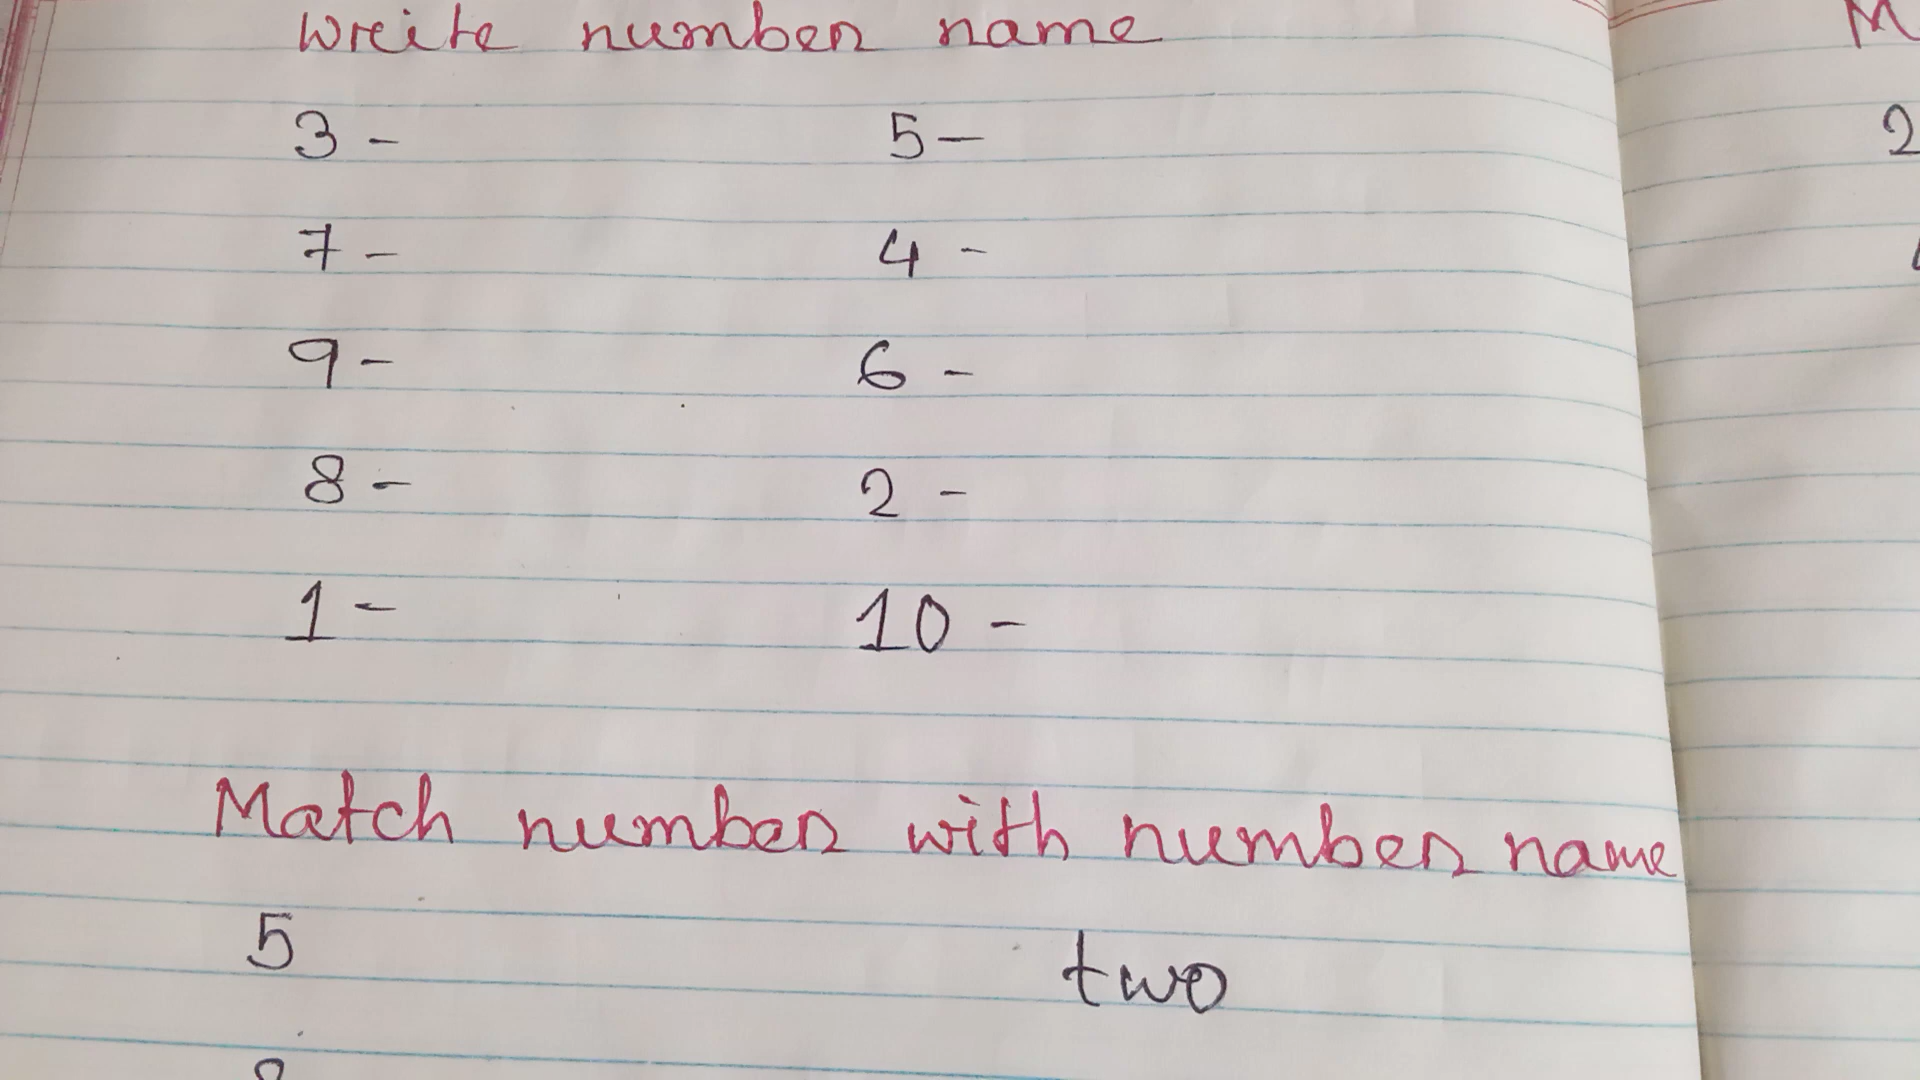 Write number name
3 - 5 -
7 - 4 -
9 - 6 -
8 - 2 -
1 - 10 -
Match number with number name
5 two
M
2